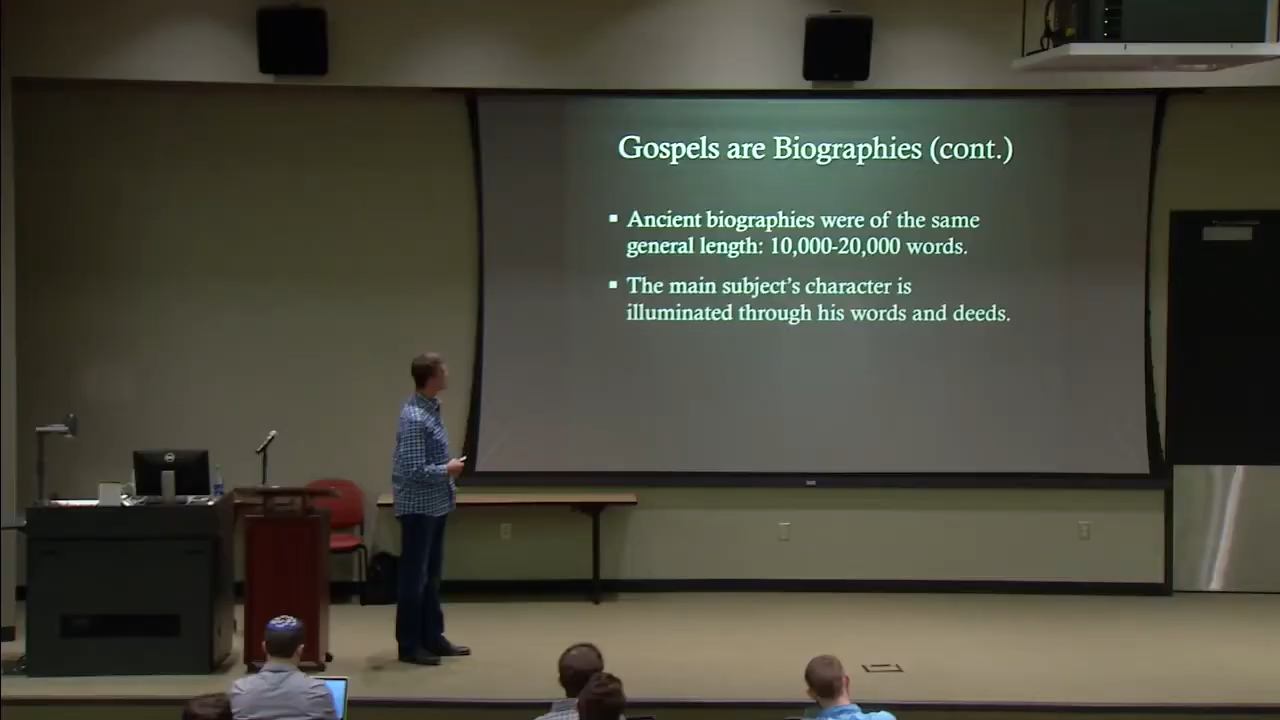 Gospels are Biographies (cont.)
▪ Ancient biographies were of the same
general length: 10,000-20,000 words.
▪ The main subject's character is
illuminated through his words and deeds.
DELL